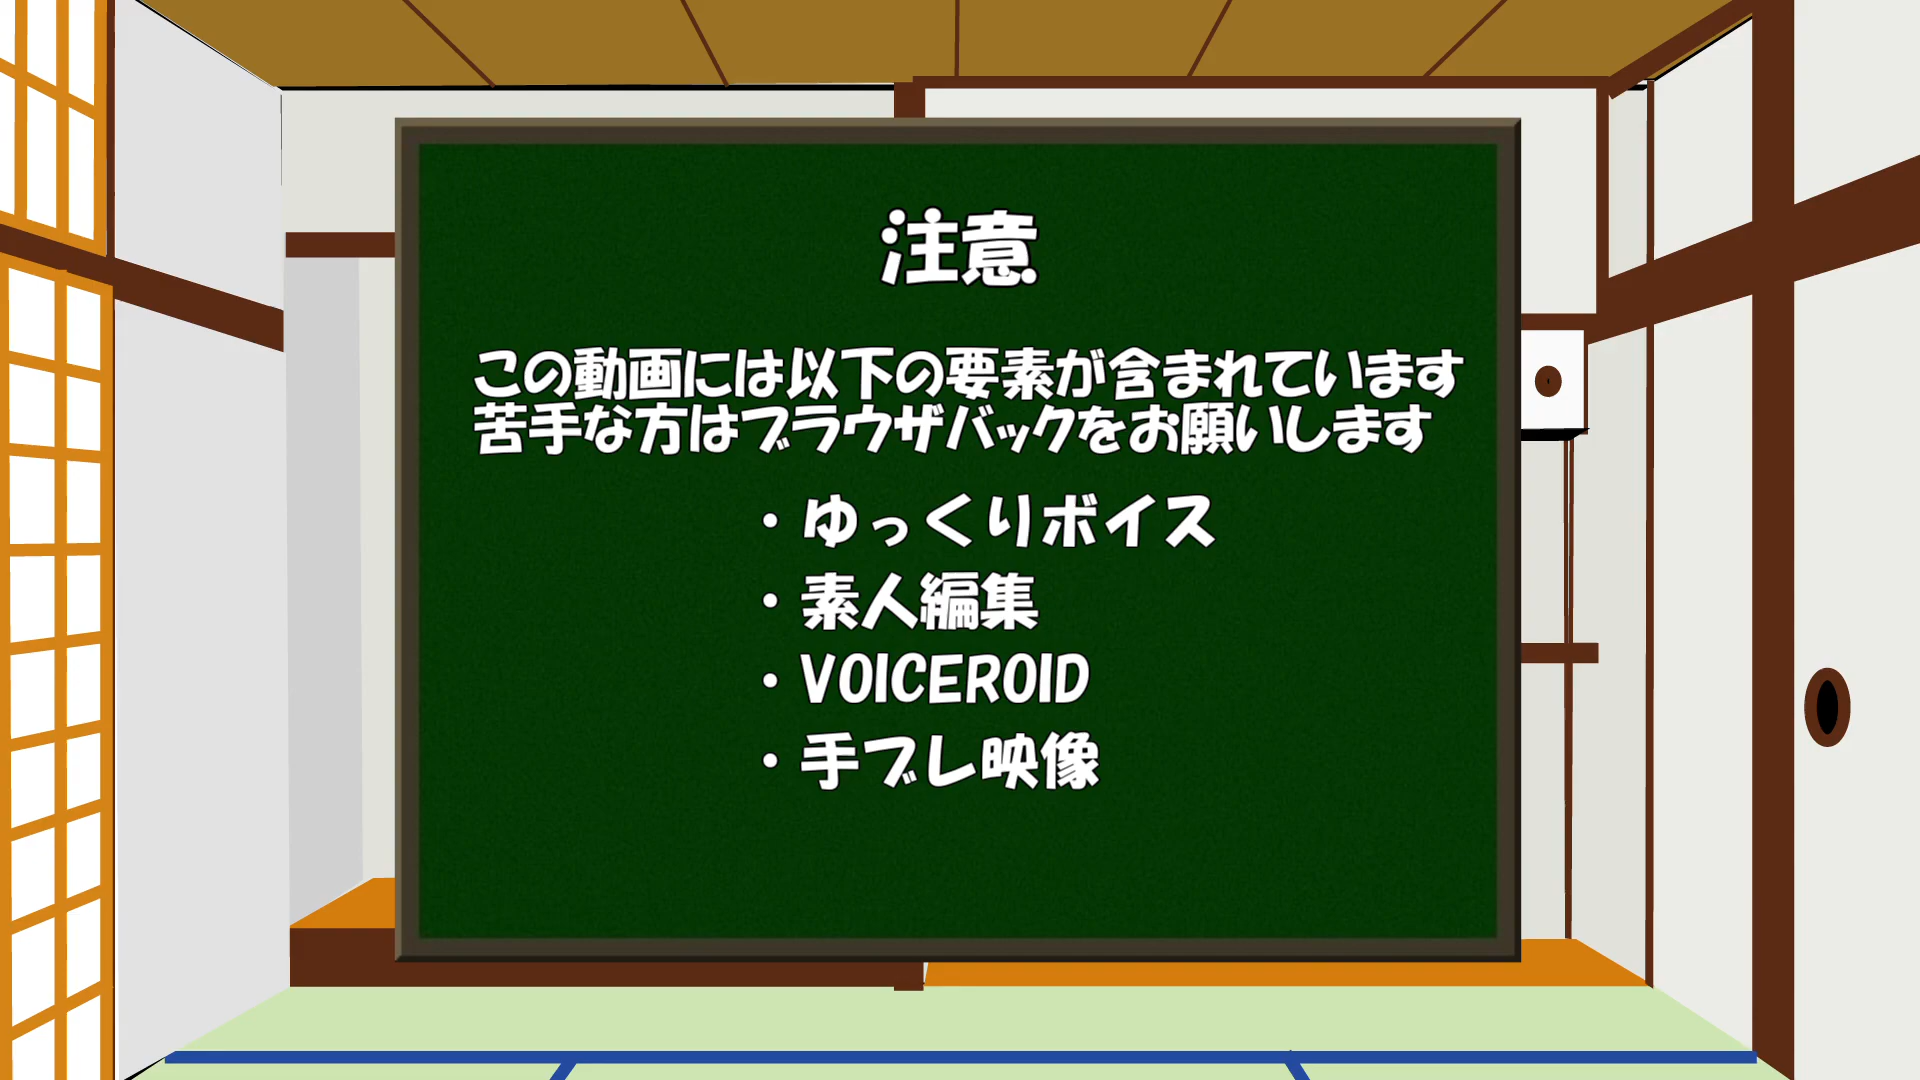 注意
この動画には以下の要素が含まれています
苦手な方はブラウザバックをお願いします
・ゆっくりボイス
・素人編集
・VOICEROID
・手ブレ映像